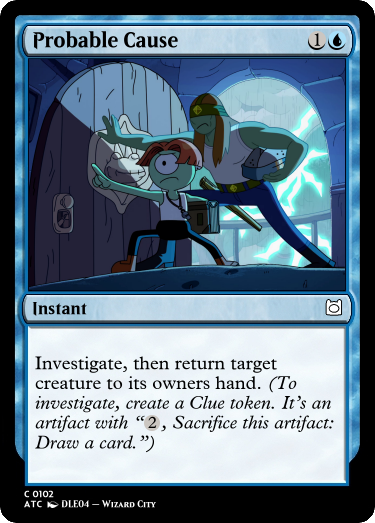 Probable Cause 1
Instant
Investigate, then return target
creature to its owners hand. (To
investigate, create a Clue token. It's an
artifact with “2, Sacrifice this artifact:
Draw a card.”)
C 0102
ATC DLE04 — Wizard City